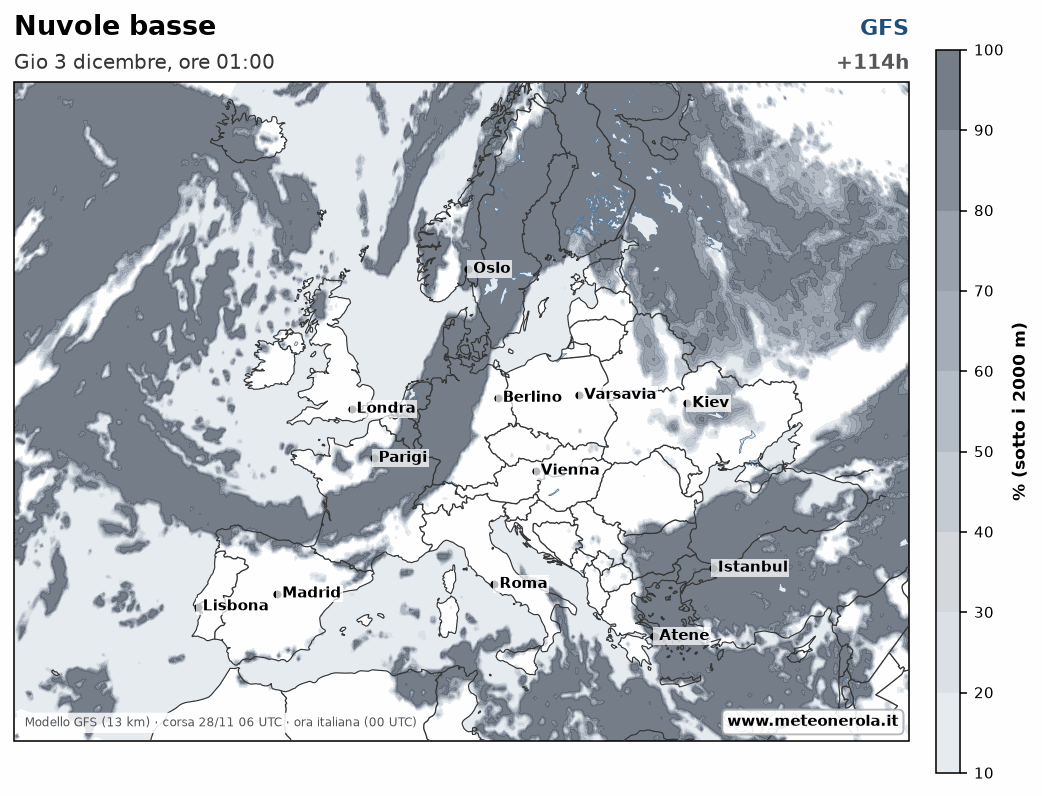 Nuvole basse
GFS
Gio 3 dicembre, ore 01:00
+114h
100
90
80
70
60
50
40
30
20
10
% (sotto i 2000 m)
Oslo
Londra
Berlino
Varsavia
Kiev
Parigi
Vienna
Istanbul
Roma
Madrid
Lisbona
Atene
Modello GFS (13 km) · corsa 28/11 06 UTC · ora italiana (00 UTC)
www.meteonerola.it